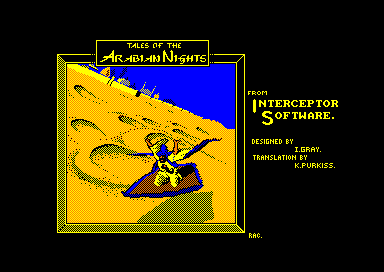 TALES OF THE
ARABIAN NIGHTS
FROM
INTERCEPTOR
SOFTWARE.
DESIGNED BY
I.GRAY.
TRANSLATION BY
K.PURKISS.
RAC.